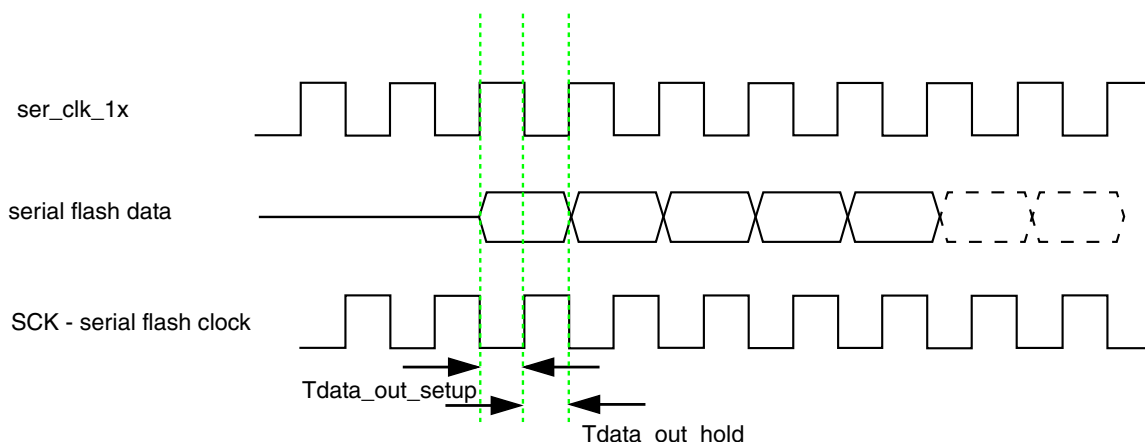 ser_clk_1x
serial flash data
SCK - serial flash clock
Tdata_out_setup
Tdata_out_hold